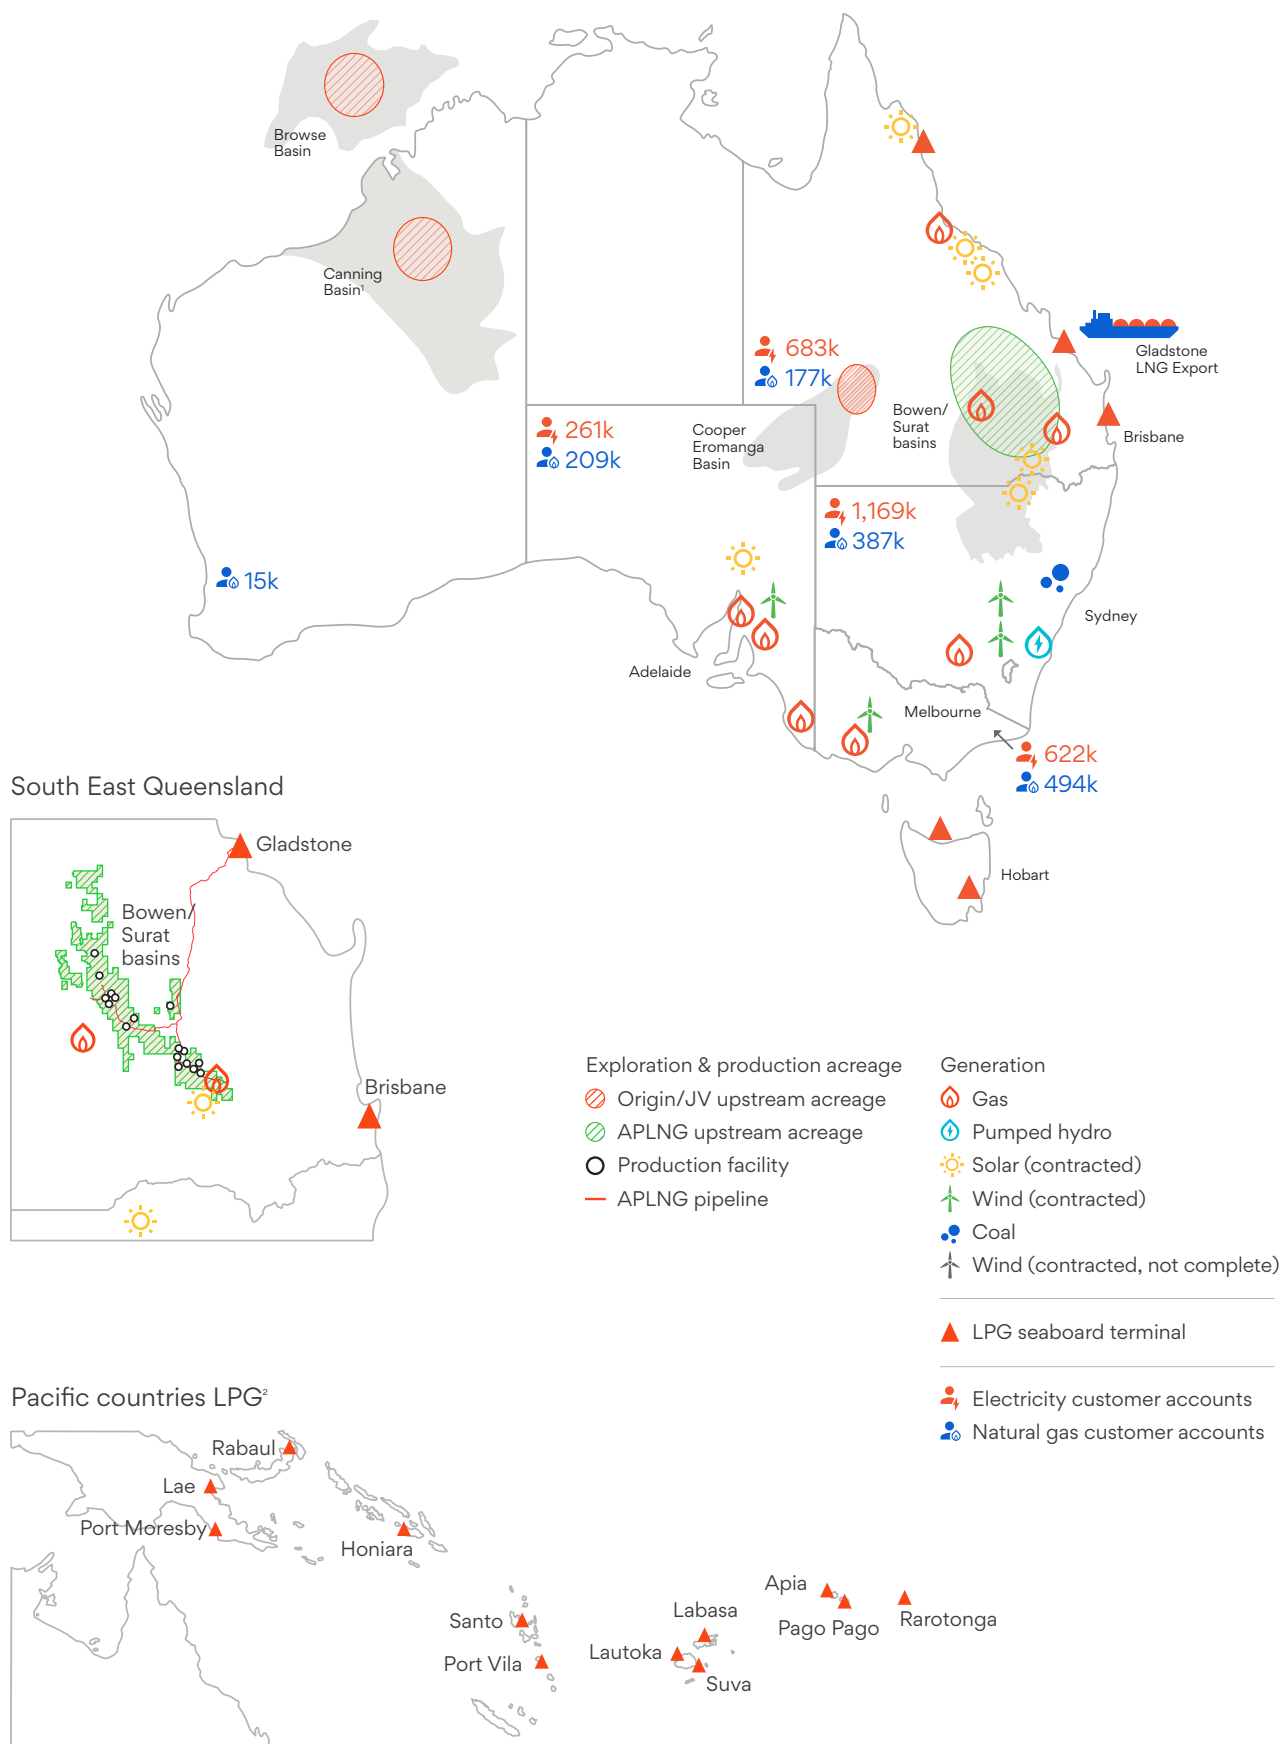 Browse
Basin
Canning
Basin¹
683k
177k
Gladstone
LNG Export
Bowen/
Surat
basins
Brisbane
261k
209k
Cooper
Eromanga
Basin
1,169k
387k
15k
Sydney
Adelaide
Melbourne
622k
494k
Hobart
South East Queensland
Gladstone
Bowen/
Surat
basins
Brisbane
Exploration & production acreage
Origin/JV upstream acreage
APLNG upstream acreage
Production facility
APLNG pipeline
Generation
Gas
Pumped hydro
Solar (contracted)
Wind (contracted)
Coal
Wind (contracted, not complete)
LPG seaboard terminal
Electricity customer accounts
Natural gas customer accounts
Pacific countries LPG²
Rabaul
Lae
Port Moresby
Honiara
Apia
Labasa
Pago Pago
Rarotonga
Santo
Lautoka
Port Vila
Suva